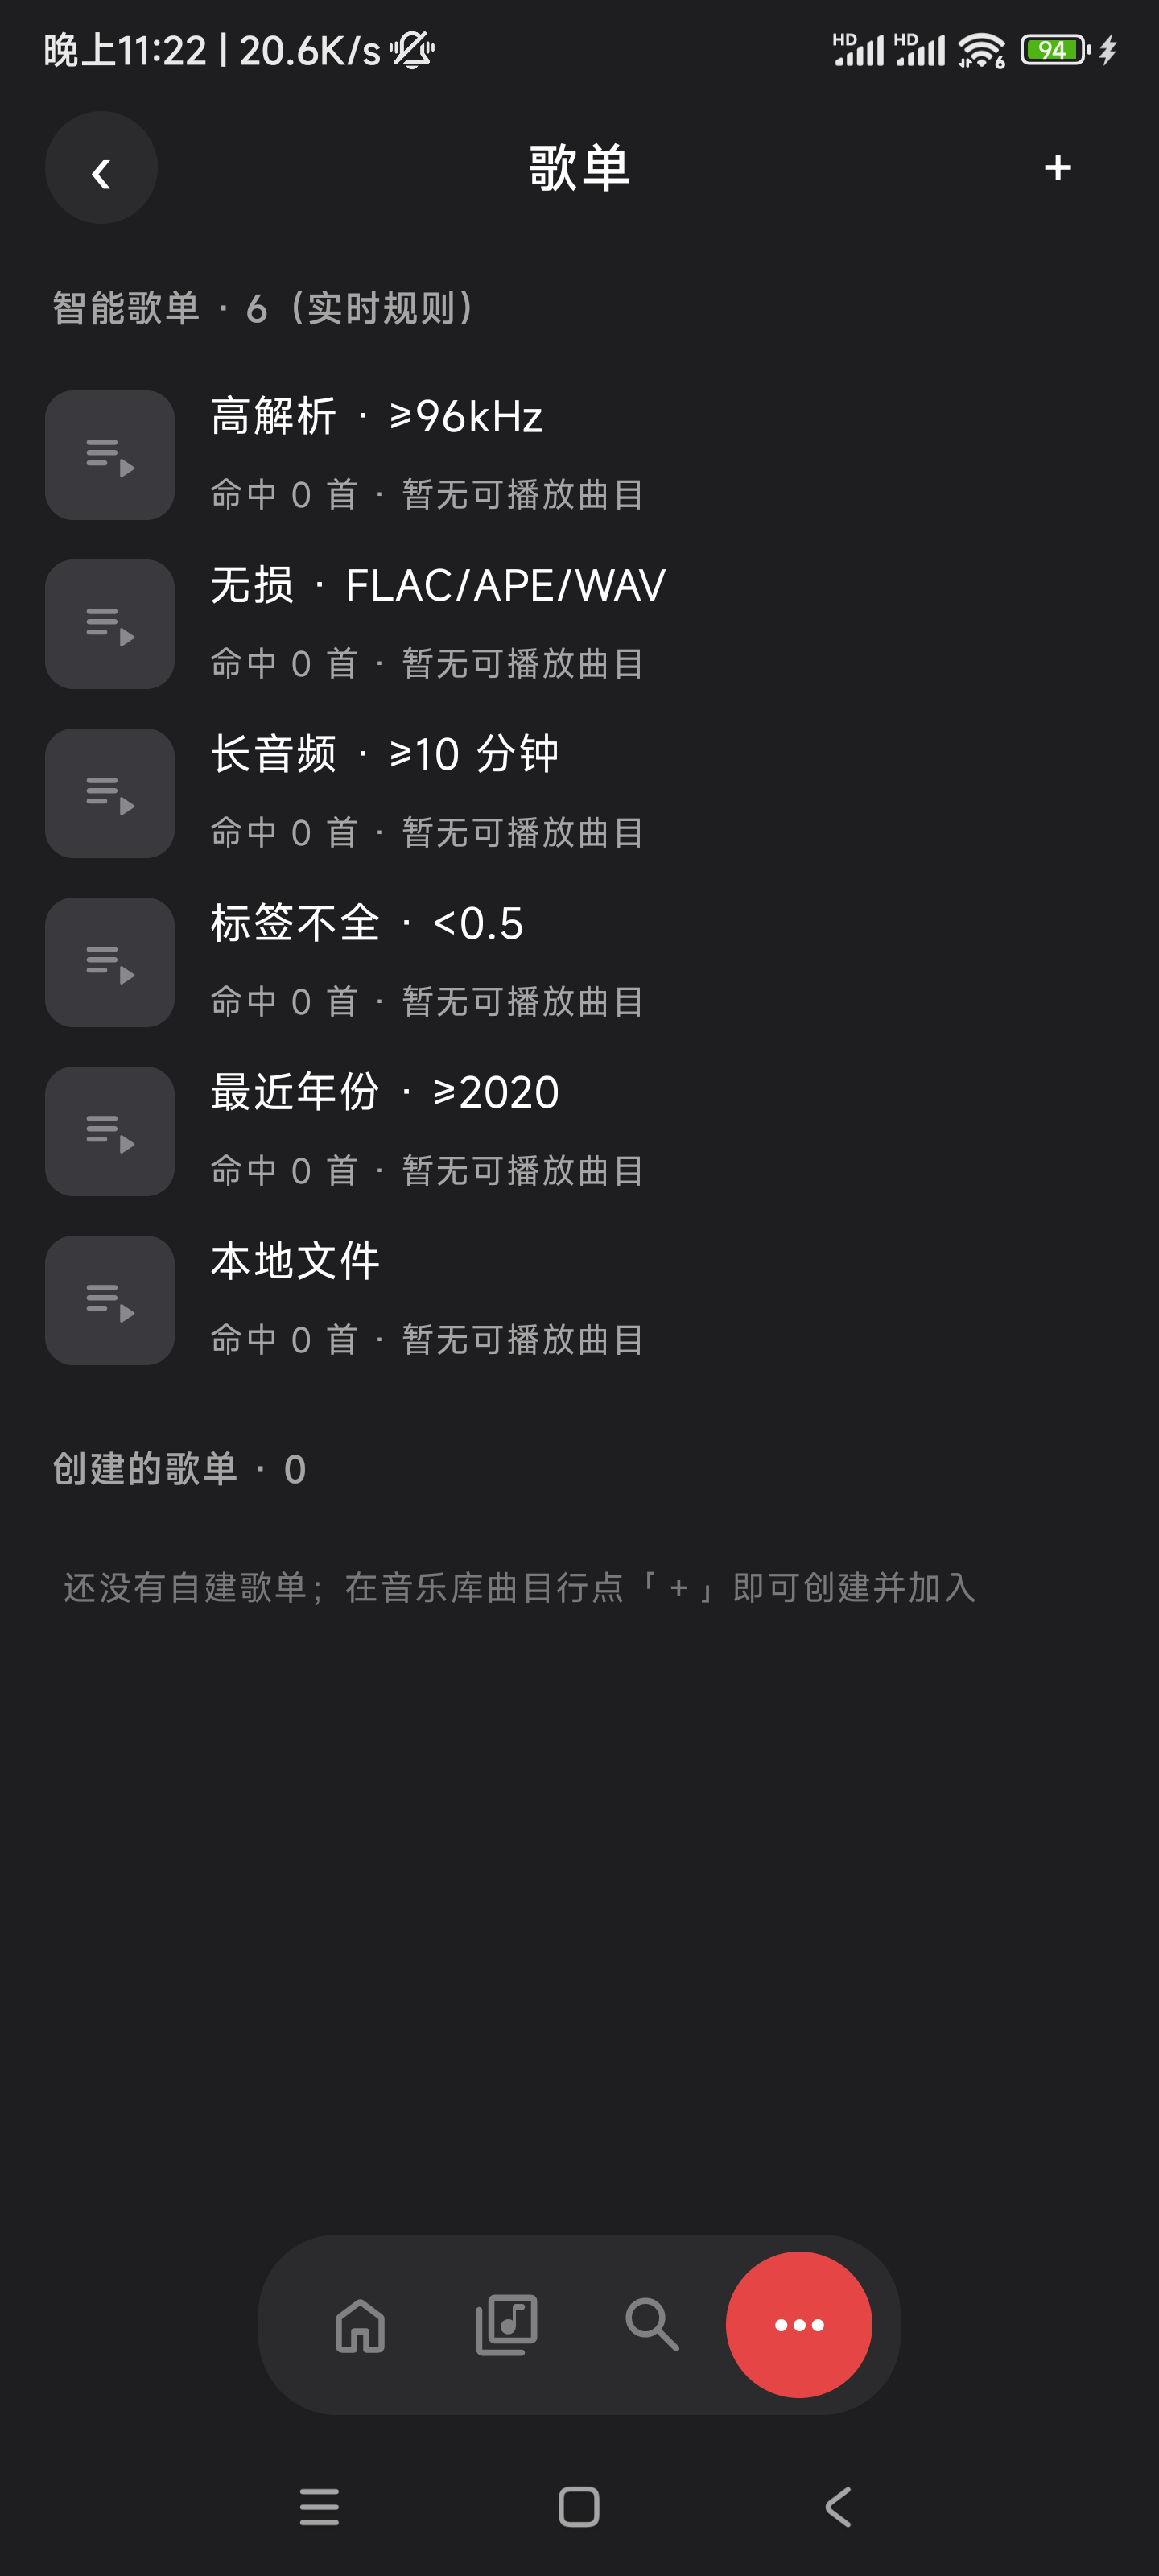 晚上11:22 | 20.6K/s
HD HD 6 94
歌单
+
智能歌单 · 6（实时规则）
高解析 · ≥96kHz
命中 0 首 · 暂无可播放曲目
无损 · FLAC/APE/WAV
命中 0 首 · 暂无可播放曲目
长音频 · ≥10 分钟
命中 0 首 · 暂无可播放曲目
标签不全 · <0.5
命中 0 首 · 暂无可播放曲目
最近年份 · ≥2020
命中 0 首 · 暂无可播放曲目
本地文件
命中 0 首 · 暂无可播放曲目
创建的歌单 · 0
还没有自建歌单；在音乐库曲目行点「 + 」即可创建并加入